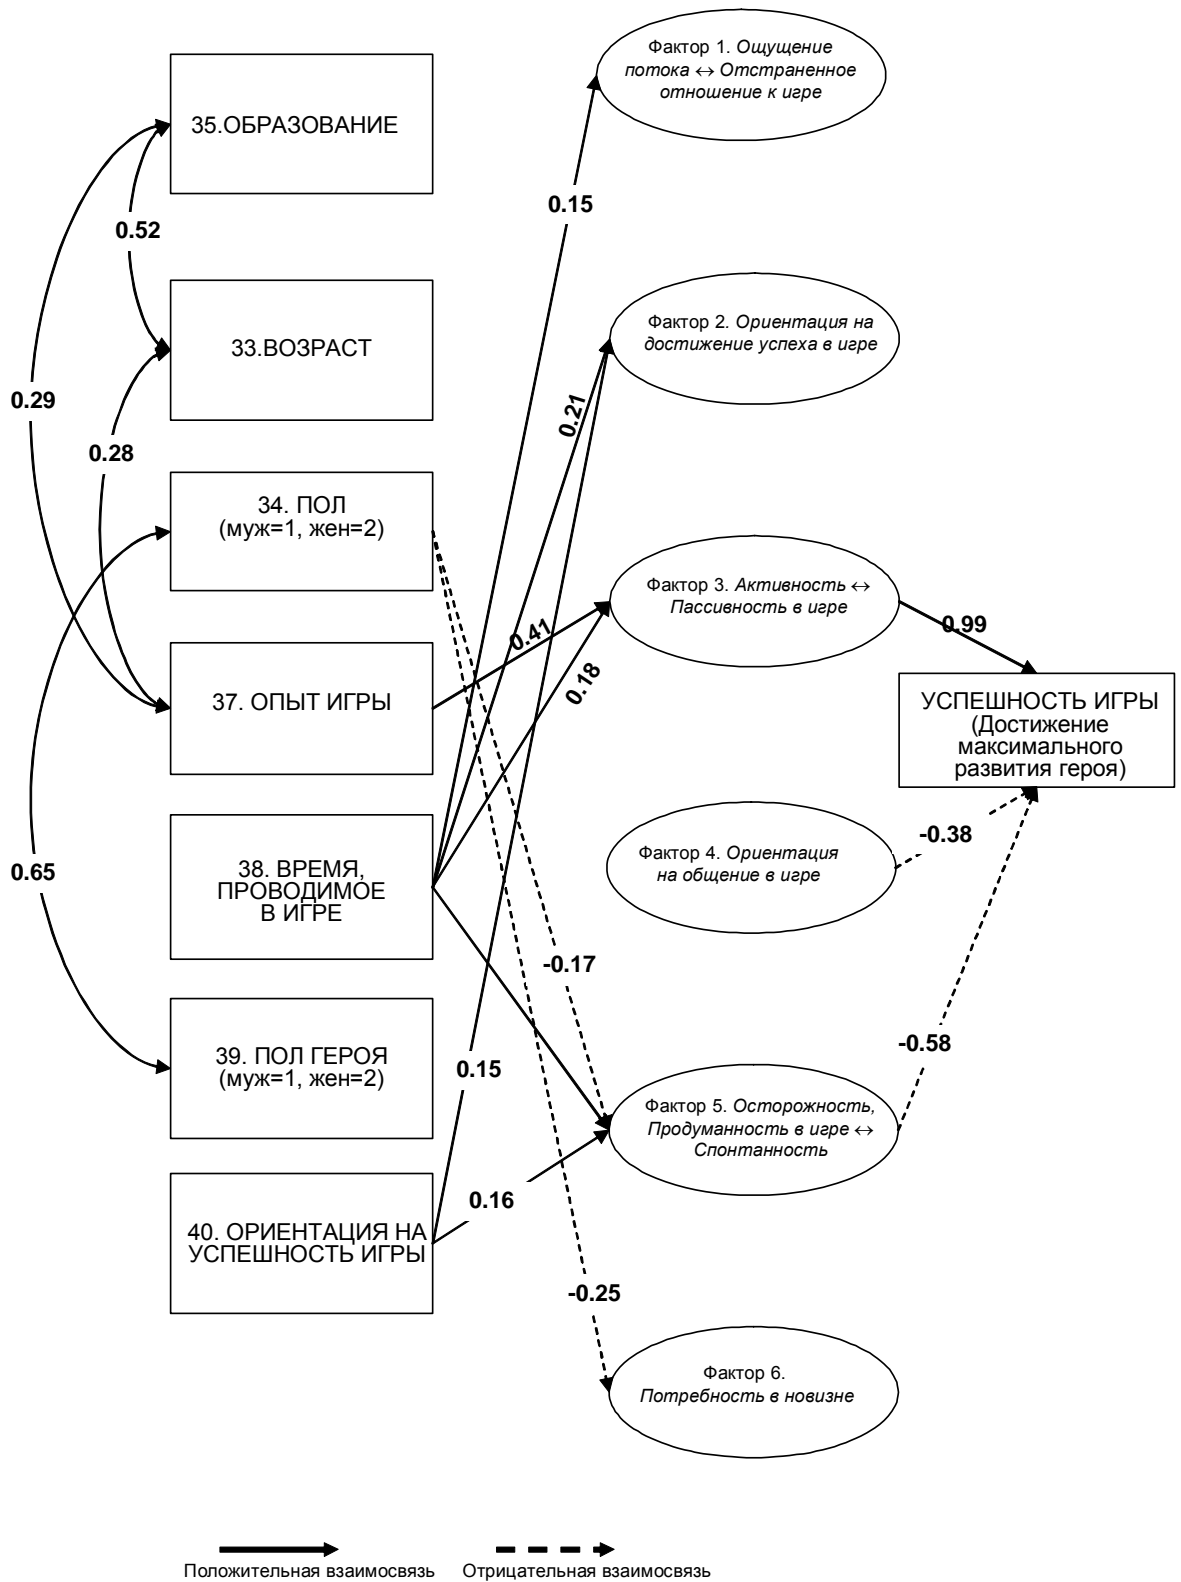 Фактор 1. Ощущение
потока ↔ Отстраненное
отношение к игре
35.ОБРАЗОВАНИЕ
0.15
0.52
Фактор 2. Ориентация на
достижение успеха в игре
33.ВОЗРАСТ
0.29
0.21
0.28
34. ПОЛ
(муж=1, жен=2)
Фактор 3. Активность ↔
Пассивность в игре
0.99
0.41
0.18
37. ОПЫТ ИГРЫ
УСПЕШНОСТЬ ИГРЫ
(Достижение
максимального
развития героя)
-0.38
Фактор 4. Ориентация
на общение в игре
0.65
38. ВРЕМЯ,
ПРОВОДИМОЕ
В ИГРЕ
-0.17
-0.58
39. ПОЛ ГЕРОЯ
(муж=1, жен=2)
0.15
Фактор 5. Осторожность,
Продуманность в игре ↔
Спонтанность
0.16
40. ОРИЕНТАЦИЯ НА
УСПЕШНОСТЬ ИГРЫ
-0.25
Фактор 6.
Потребность в новизне
Положительная взаимосвязь
Отрицательная взаимосвязь